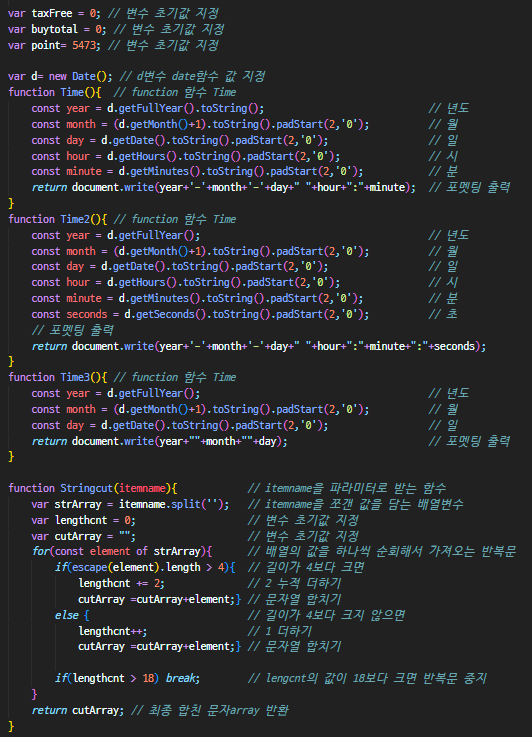 var taxFree = 0; // 변수 초기값 지정
var buytotal = 0; // 변수 초기값 지정
var point= 5473; // 변수 초기값 지정

var d= new Date(); // d변수 date함수 값 지정
function Time(){  // function 함수 Time
    const year = d.getFullYear().toString();                            // 년도
    const month = (d.getMonth()+1).toString().padStart(2,'0');          // 월
    const day = d.getDate().toString().padStart(2,'0');                 // 일
    const hour = d.getHours().toString().padStart(2,'0');               // 시
    const minute = d.getMinutes().toString().padStart(2,'0');           // 분
    return document.write(year+'-'+month+'-'+day+" "+hour+":"+minute);  // 포멧팅 출력
}
function Time2(){ // function 함수 Time
    const year = d.getFullYear();                                       // 년도
    const month = (d.getMonth()+1).toString().padStart(2,'0');          // 월
    const day = d.getDate().toString().padStart(2,'0');                 // 일
    const hour = d.getHours().toString().padStart(2,'0');               // 시
    const minute = d.getMinutes().toString().padStart(2,'0');           // 분
    const seconds = d.getSeconds().toString().padStart(2,'0');          // 초
    // 포멧팅 출력
    return document.write(year+'-'+month+'-'+day+" "+hour+":"+minute+":"+seconds);
}
function Time3(){ // function 함수 Time
    const year = d.getFullYear();                                       // 년도
    const month = (d.getMonth()+1).toString().padStart(2,'0');          // 월
    const day = d.getDate().toString().padStart(2,'0');                 // 일
    return document.write(year+""+month+""+day);                        // 포멧팅 출력
}

function Stringcut(itemname){            // itemname을 파라미터로 받는 함수
    var strArray = itemname.split('');   // itemname을 쪼갠 값을 담는 배열변수
    var lengthcnt = 0;                   // 변수 초기값 지정
    var cutArray = "";                   // 변수 초기값 지정
    for(const element of strArray){      // 배열의 값을 하나씩 순회해서 가져오는 반복문
        if(escape(element).length > 4){  // 길이가 4보다 크면
            lengthcnt += 2;              // 2 누적 더하기
            cutArray =cutArray+element;} // 문자열 합치기
        else {                           // 길이가 4보다 크지 않으면
            lengthcnt++;                 // 1 더하기
            cutArray =cutArray+element;} // 문자열 합치기

        if(lengthcnt > 18) break;        // lengcnt의 값이 18보다 크면 반복문 중지
    }
    return cutArray; // 최종 합친 문자array 반환
}